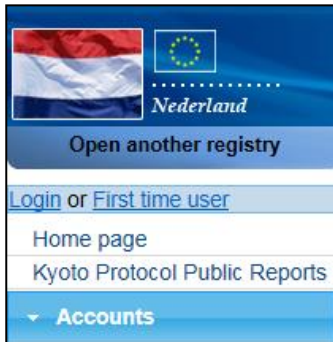 Nederland
Open another registry
Login or First time user
Home page
Kyoto Protocol Public Reports
Accounts